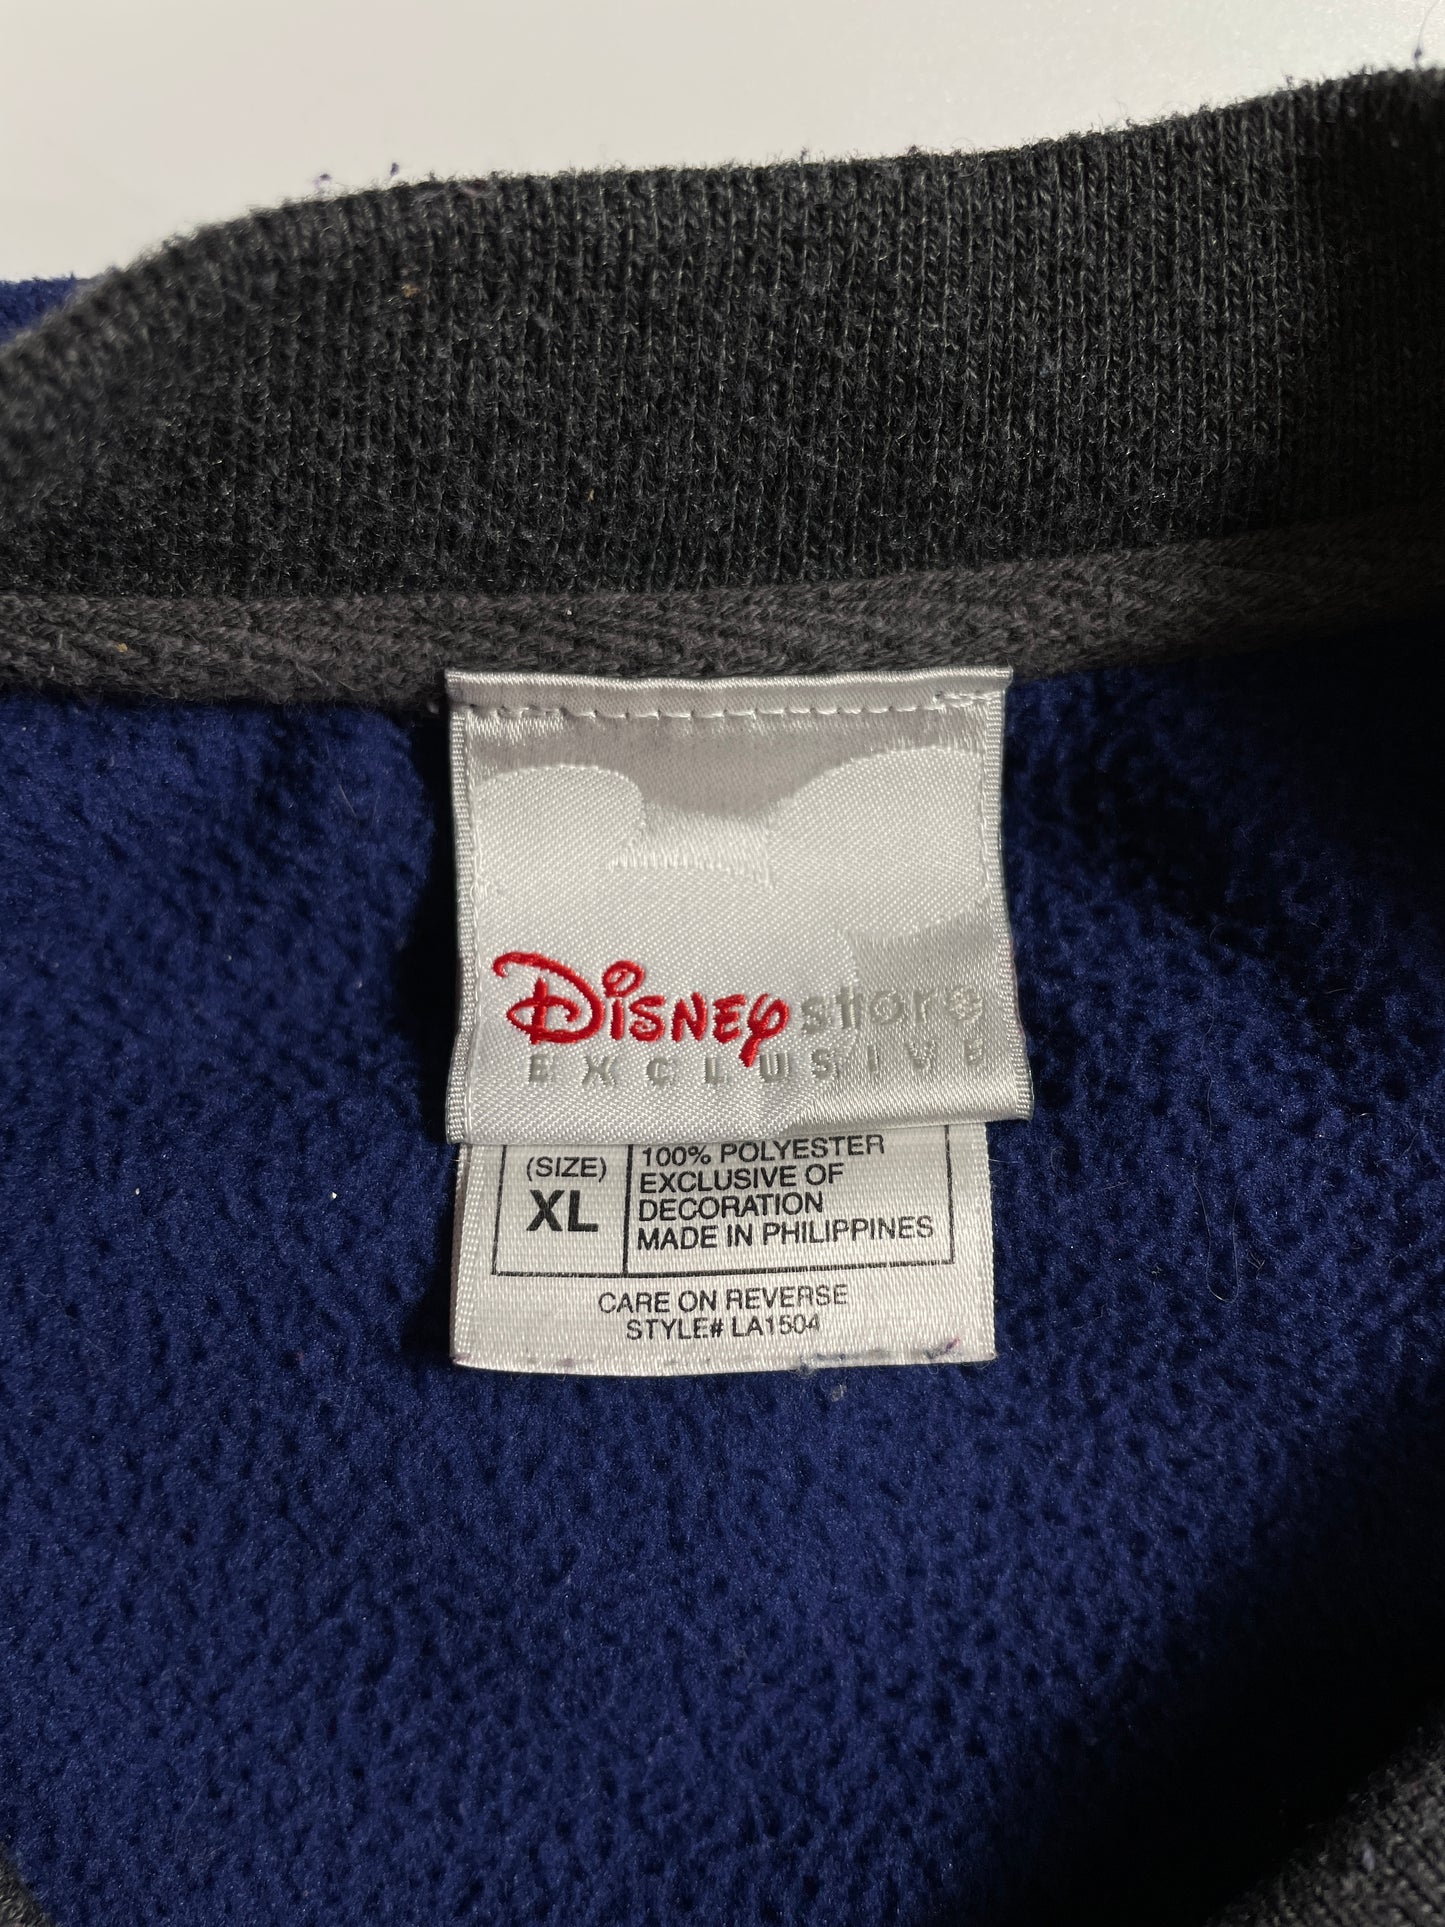 Disney store
EXCLUSIVE
(SIZE)
XL
100% POLYESTER
EXCLUSIVE OF
DECORATION
MADE IN PHILIPPINES
CARE ON REVERSE
STYLE# LA1504